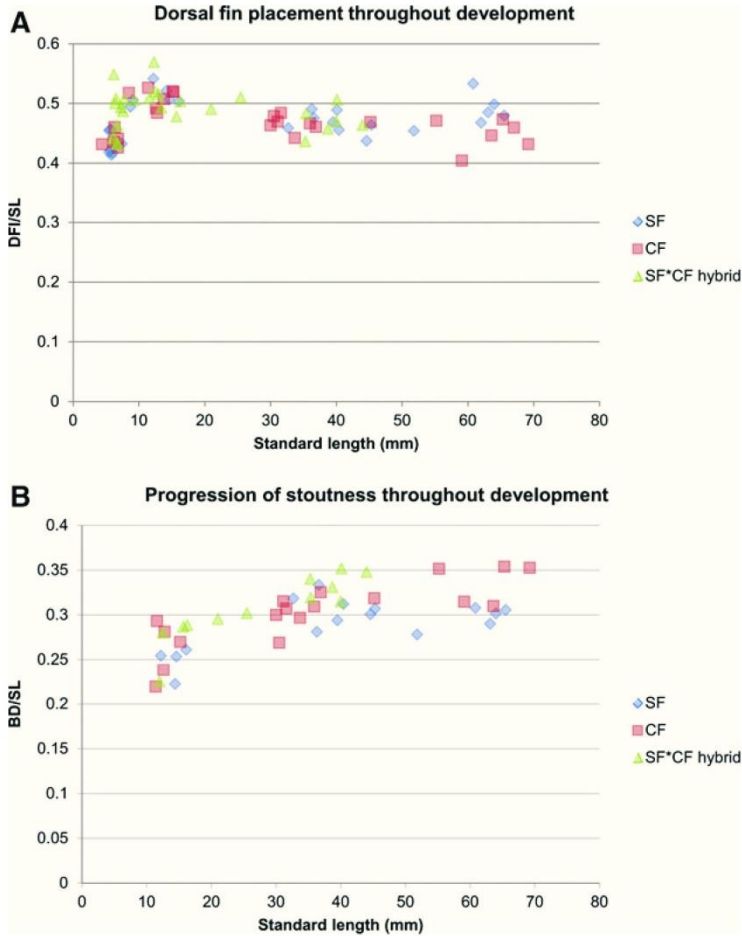 A
Dorsal fin placement throughout development
0.6
0.5
0.4
0.3
0.2
0.1
0
DFI/SL
0 10 20 30 40 50 60 70 80
Standard length (mm)
SF
CF
SF*CF hybrid
B
Progression of stoutness throughout development
0.4
0.35
0.3
0.25
0.2
0.15
0.1
0.05
0
BD/SL
0 10 20 30 40 50 60 70 80
Standard length (mm)
SF
CF
SF*CF hybrid